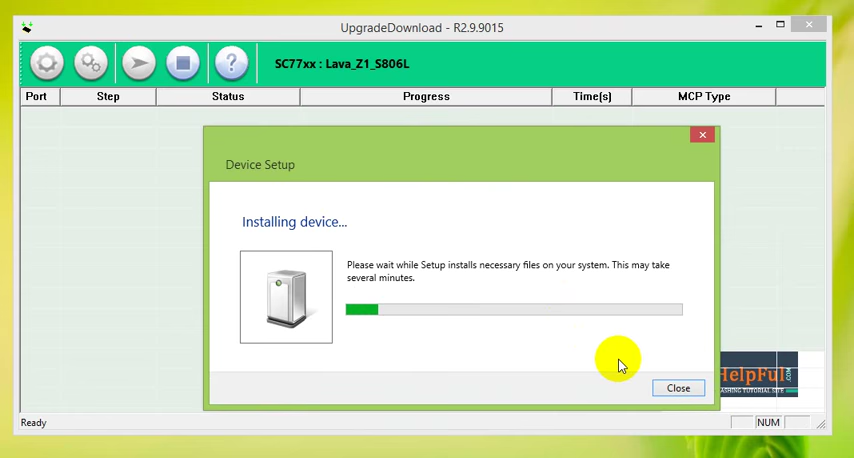 UpgradeDownload - R2.9.9015
SC77xx : Lava_Z1_S806L
Port Step Status Progress Time(s) MCP Type
Device Setup
Installing device...
Please wait while Setup installs necessary files on your system. This may take
several minutes.
HelpFul.COM
Close
Ready NUM